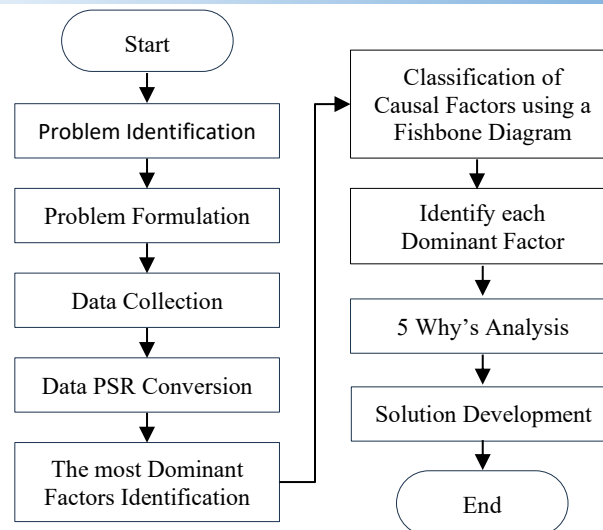 Start
Problem Identification
Problem Formulation
Data Collection
Data PSR Conversion
The most Dominant
Factors Identification
Classification of
Causal Factors using a
Fishbone Diagram
Identify each
Dominant Factor
5 Why’s Analysis
Solution Development
End